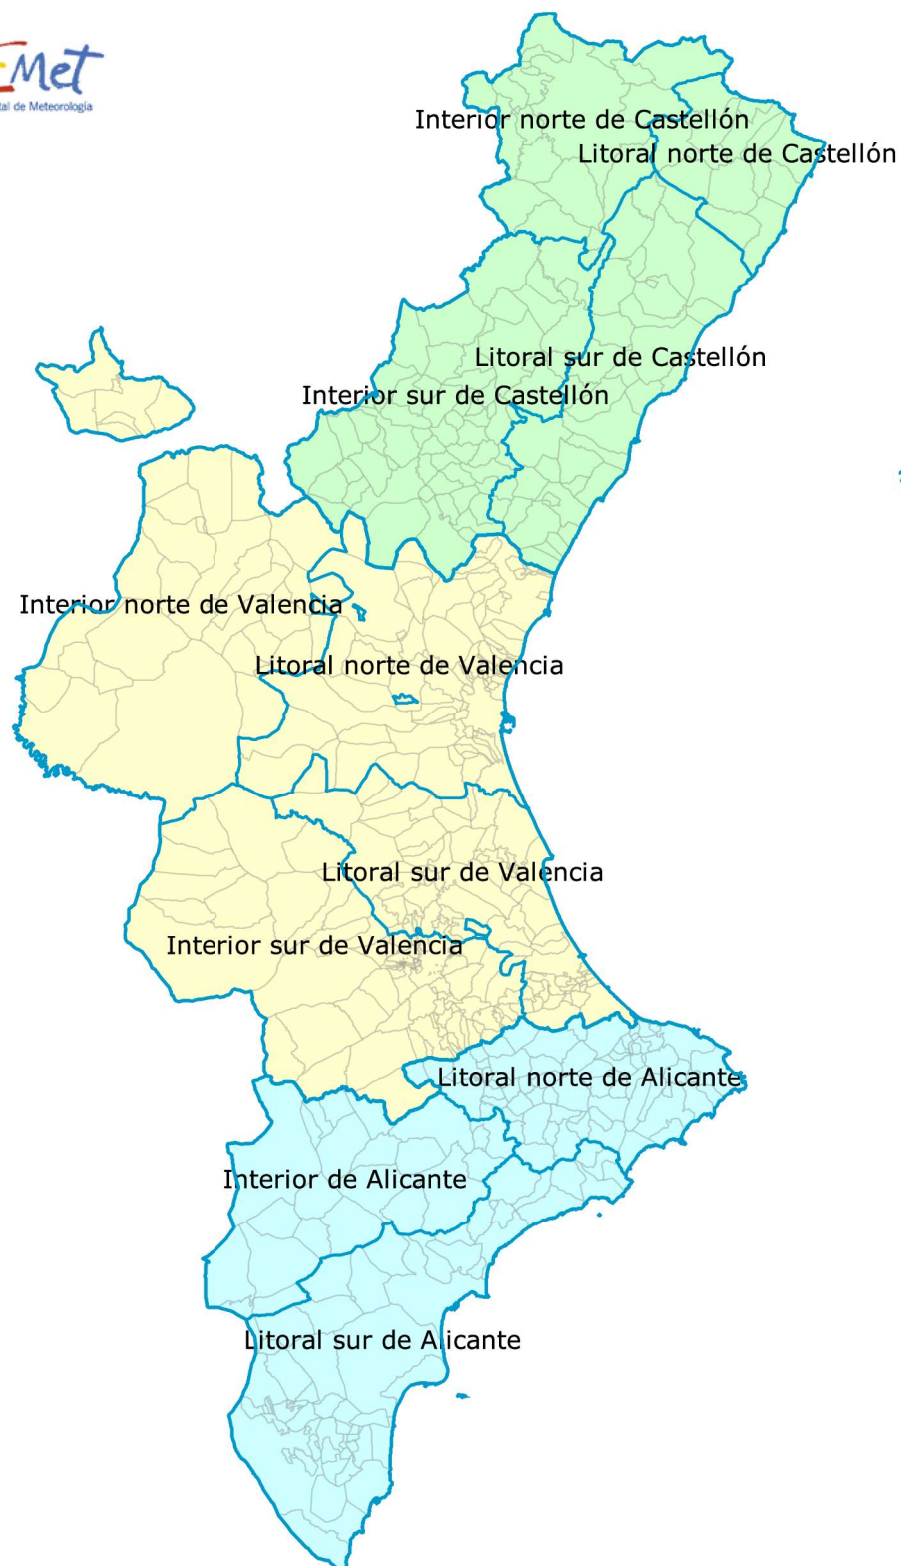 Met
tal de Meteorología
Interior norte de Castellón
Litoral norte de Castellón
Litoral sur de Castellón
Interior sur de Castellón
Interior norte de Valencia
Litoral norte de Valencia
Litoral sur de Valencia
Interior sur de Valencia
Litoral norte de Alicante
Interior de Alicante
Litoral sur de Alicante